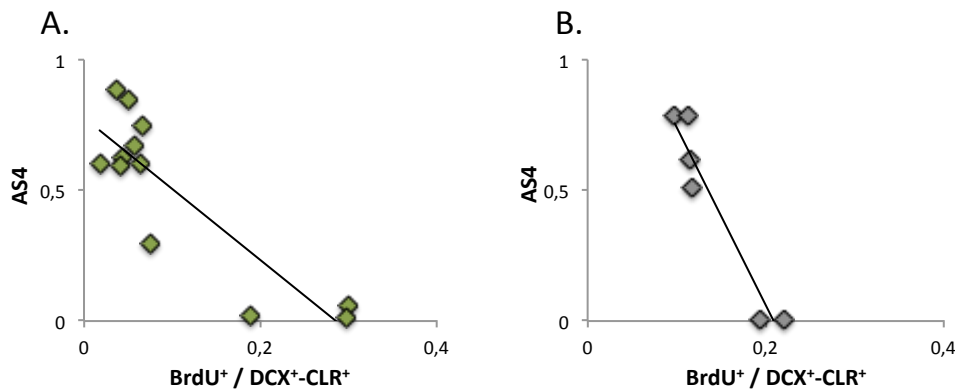 A.
1
0,5
0
AS4
0
0,2
0,4
BrdU⁺ / DCX⁺-CLR⁺
B.
1
0,5
0
AS4
0
0,2
0,4
BrdU⁺ / DCX⁺-CLR⁺